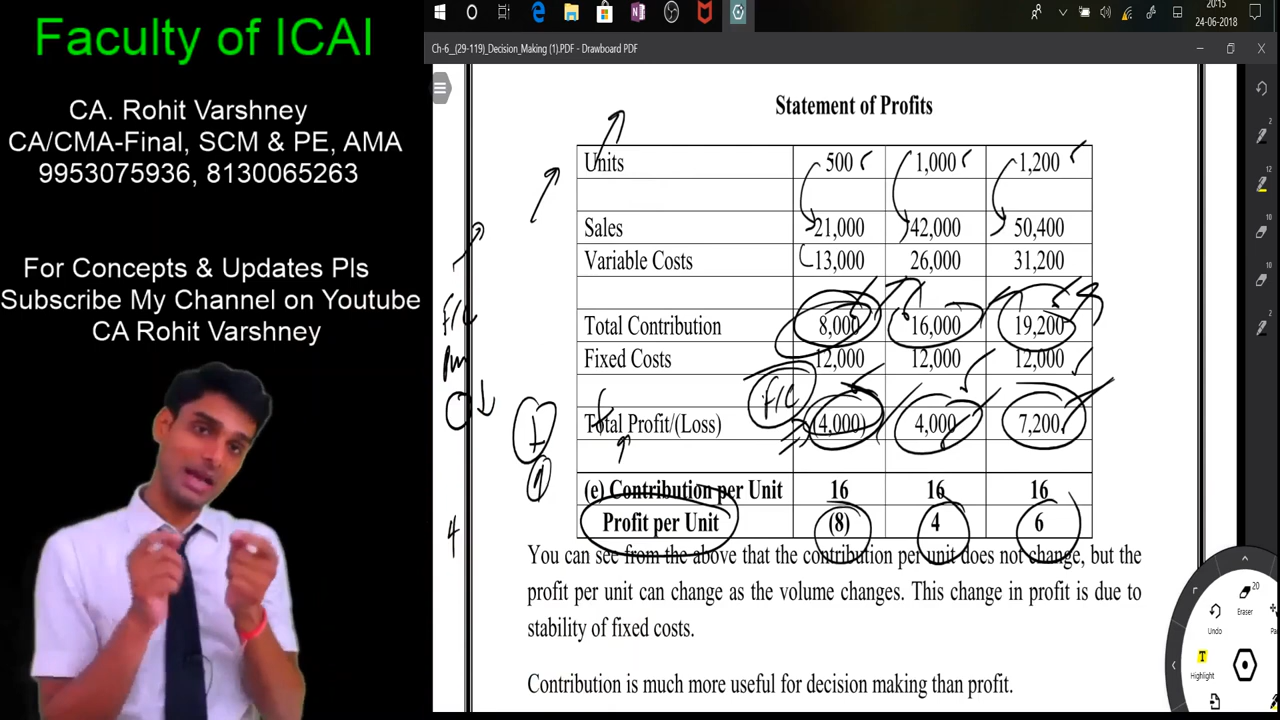 Faculty of ICAI
CA. Rohit Varshney
CA/CMA-Final, SCM & PE, AMA
9953075936, 8130065263
For Concepts & Updates Pls
Subscribe My Channel on Youtube
CA Rohit Varshney
20:15
24-06-2018
Ch-6_(29-119)_Decision_Making (1).PDF - Drawboard PDF
Statement of Profits
Units 500 1,000 1,200
Sales 21,000 42,000 50,400
Variable Costs 13,000 26,000 31,200
Total Contribution 8,000 16,000 19,200
Fixed Costs 12,000 12,000 12,000
F/C
F/C
Total Profit/(Loss) (4,000) 4,000 7,200
(e) Contribution per Unit 16 16 16
Profit per Unit (8) 4 6
You can see from the above that the contribution per unit does not change, but the
profit per unit can change as the volume changes. This change in profit is due to
stability of fixed costs.
Contribution is much more useful for decision making than profit.
20
Eraser
Undo
T
Highlight